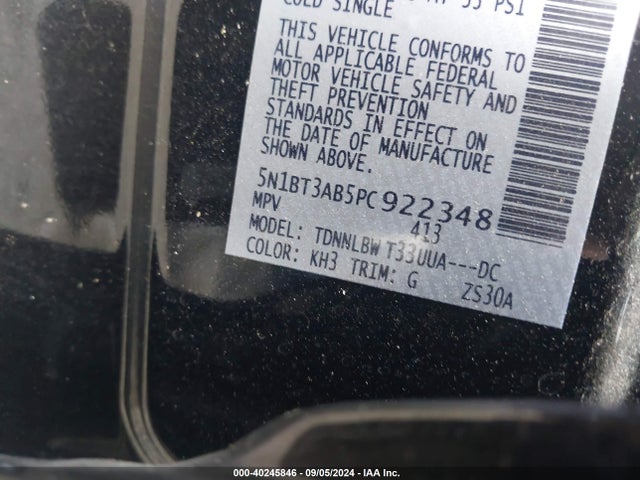 COLD SINGLE
PSI
THIS VEHICLE CONFORMS TO
ALL APPLICABLE FEDERAL
MOTOR VEHICLE SAFETY AND
THEFT PREVENTION
STANDARDS IN EFFECT ON
THE DATE OF MANUFACTURE
SHOWN ABOVE.
5N1BT3AB5PC922348
MPV 413
MODEL: TDNNLBW T33UUA---DC
COLOR: KH3 TRIM: G ZS30A
000-40245846 - 09/05/2024 - IAA Inc.